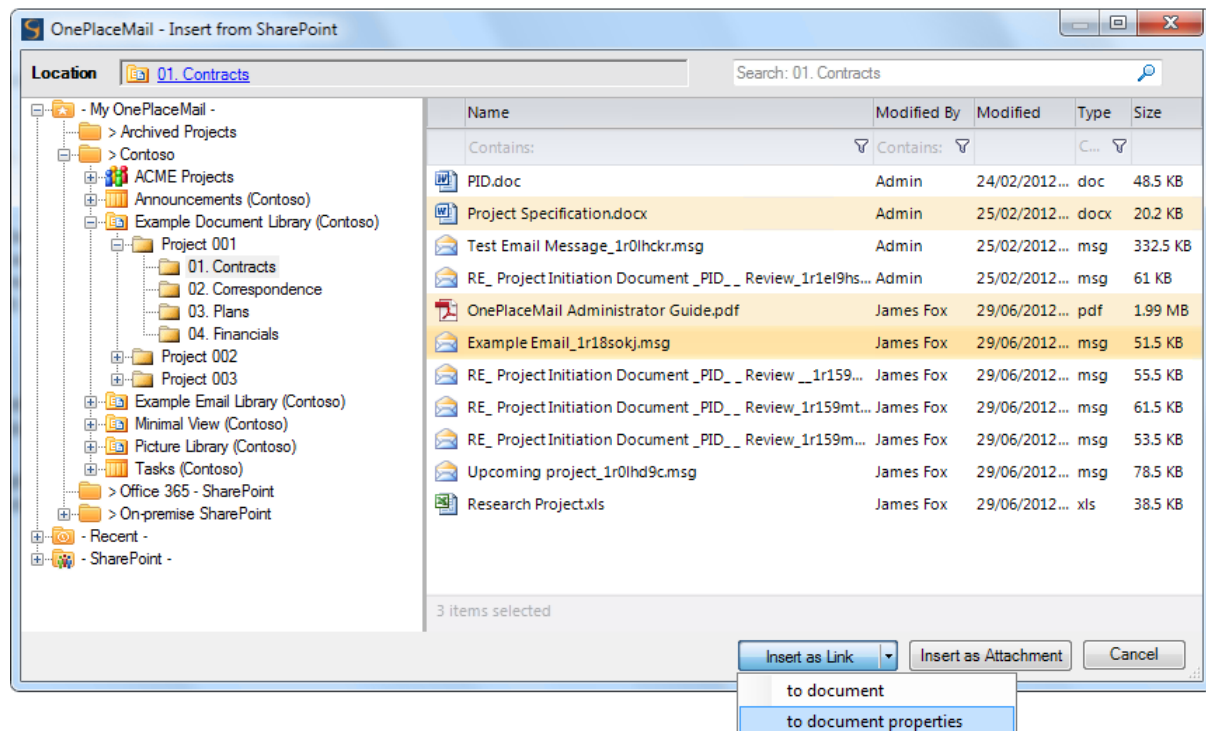 OnePlaceMail - Insert from SharePoint
Location 01. Contracts Search: 01. Contracts
- My OnePlaceMail -
> Archived Projects
> Contoso
ACME Projects
Announcements (Contoso)
Example Document Library (Contoso)
Project 001
01. Contracts
02. Correspondence
03. Plans
04. Financials
Project 002
Project 003
Example Email Library (Contoso)
Minimal View (Contoso)
Picture Library (Contoso)
Tasks (Contoso)
> Office 365 - SharePoint
> On-premise SharePoint
- Recent -
- SharePoint -
Name Modified By Modified Type Size
Contains: Contains: C...
PID.doc Admin 24/02/2012... doc 48.5 KB
Project Specification.docx Admin 25/02/2012... docx 20.2 KB
Test Email Message_1r0lhckr.msg Admin 25/02/2012... msg 332.5 KB
RE_ Project Initiation Document _PID_ _ Review_1r1el9hs... Admin 25/02/2012... msg 61 KB
OnePlaceMail Administrator Guide.pdf James Fox 29/06/2012... pdf 1.99 MB
Example Email_1r18sokj.msg James Fox 29/06/2012... msg 51.5 KB
RE_ Project Initiation Document _PID_ _ Review __1r159... James Fox 29/06/2012... msg 55.5 KB
RE_ Project Initiation Document _PID_ _ Review_1r159mt... James Fox 29/06/2012... msg 61.5 KB
RE_ Project Initiation Document _PID_ _ Review_1r159m... James Fox 29/06/2012... msg 53.5 KB
Upcoming project_1r0lhd9c.msg James Fox 29/06/2012... msg 78.5 KB
Research Project.xls James Fox 29/06/2012... xls 38.5 KB
3 items selected
Insert as Link Insert as Attachment Cancel
to document
to document properties